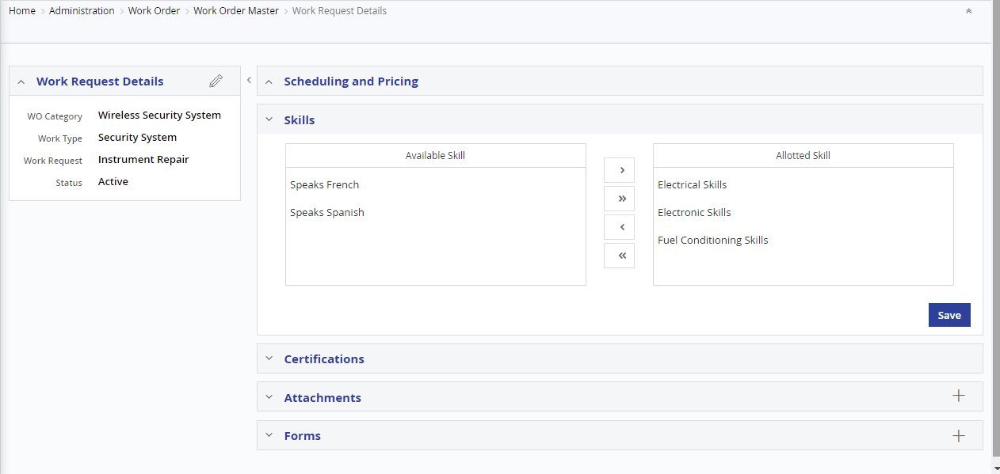 Home > Administration > Work Order > Work Order Master > Work Request Details
Work Request Details
WO Category Wireless Security System
Work Type Security System
Work Request Instrument Repair
Status Active
Scheduling and Pricing
Skills
Available Skill
Speaks French
Speaks Spanish
Allotted Skill
Electrical Skills
Electronic Skills
Fuel Conditioning Skills
Save
Certifications
Attachments
Forms